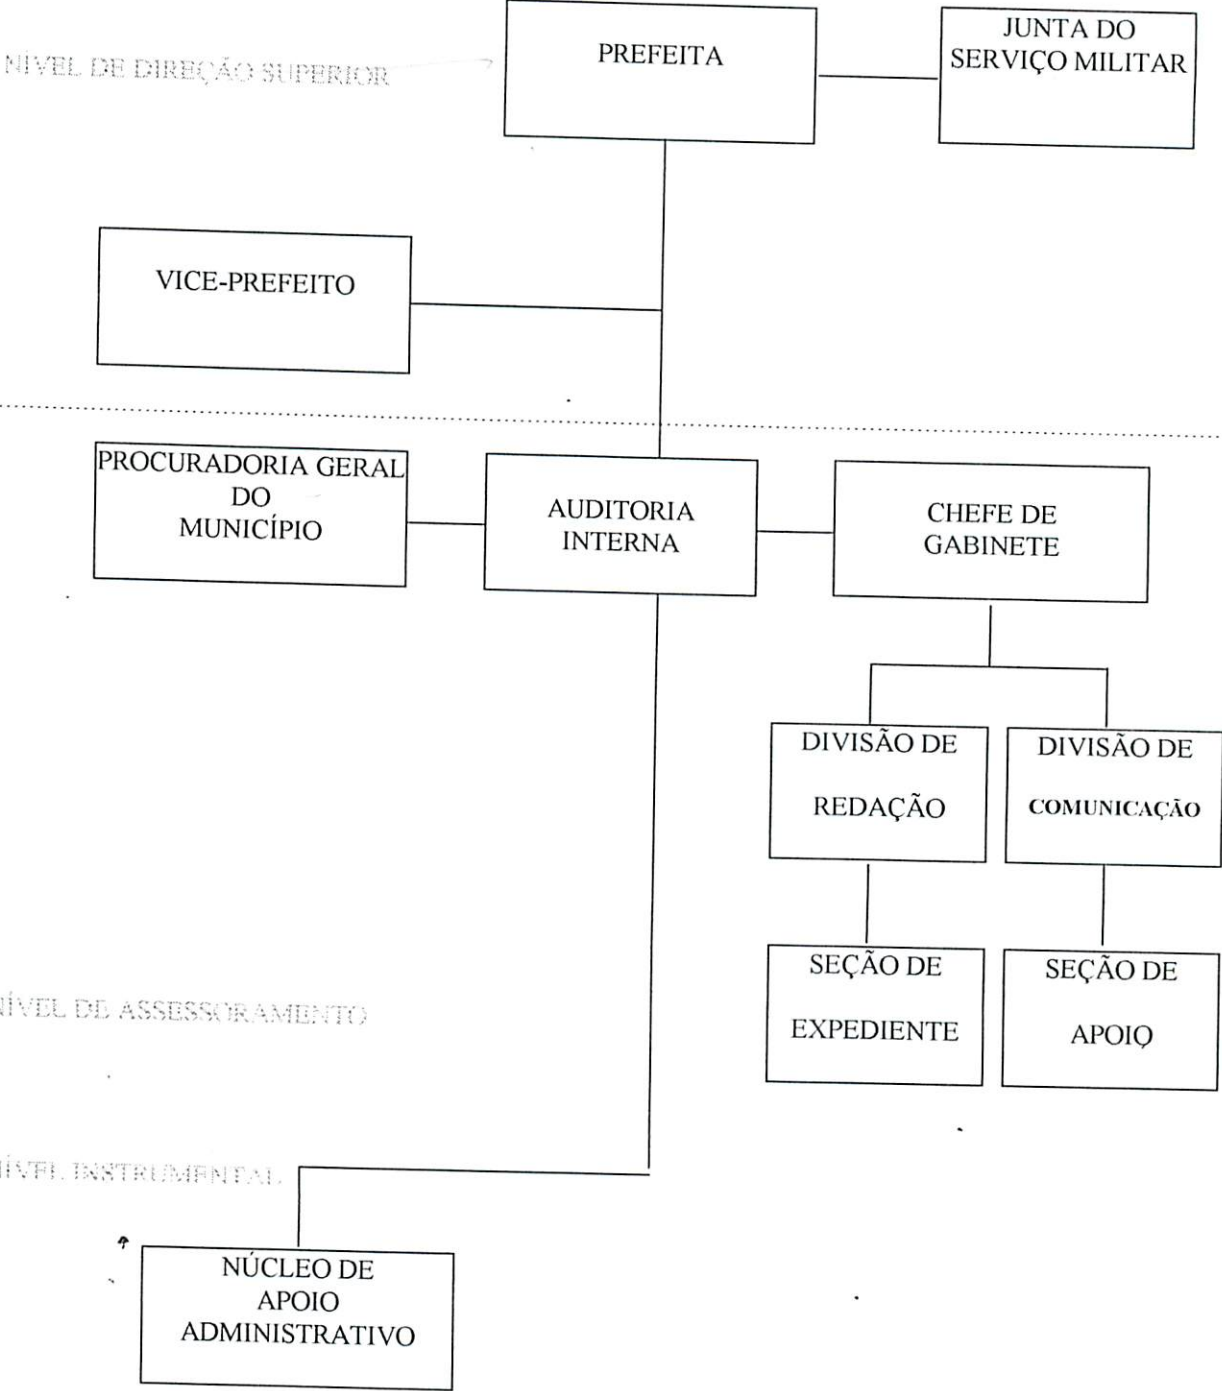 NÍVEL DE DIREÇÃO SUPERIOR
PREFEITA
JUNTA DO
SERVIÇO MILITAR
VICE-PREFEITO
PROCURADORIA GERAL
DO
MUNICÍPIO
AUDITORIA
INTERNA
CHEFE DE
GABINETE
DIVISÃO DE
REDAÇÃO
DIVISÃO DE
COMUNICAÇÃO
SEÇÃO DE
EXPEDIENTE
SEÇÃO DE
APOIO
NÍVEL DE ASSESSORAMENTO
NÍVEL INSTRUMENTAL
NÚCLEO DE
APOIO
ADMINISTRATIVO